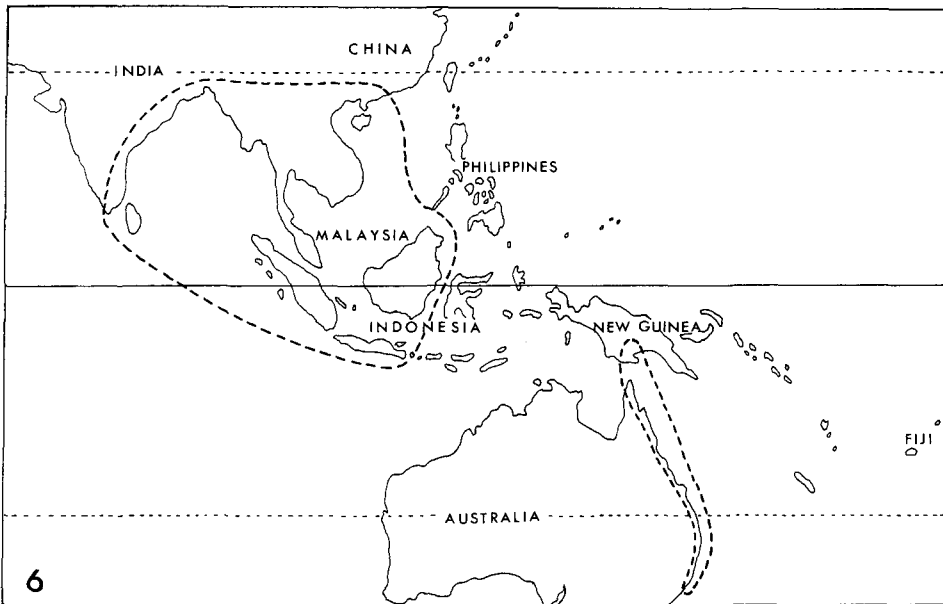 CHINA
INDIA
PHILIPPINES
MALAYSIA
INDONESIA
NEW GUINEA
FIJI
AUSTRALIA
6